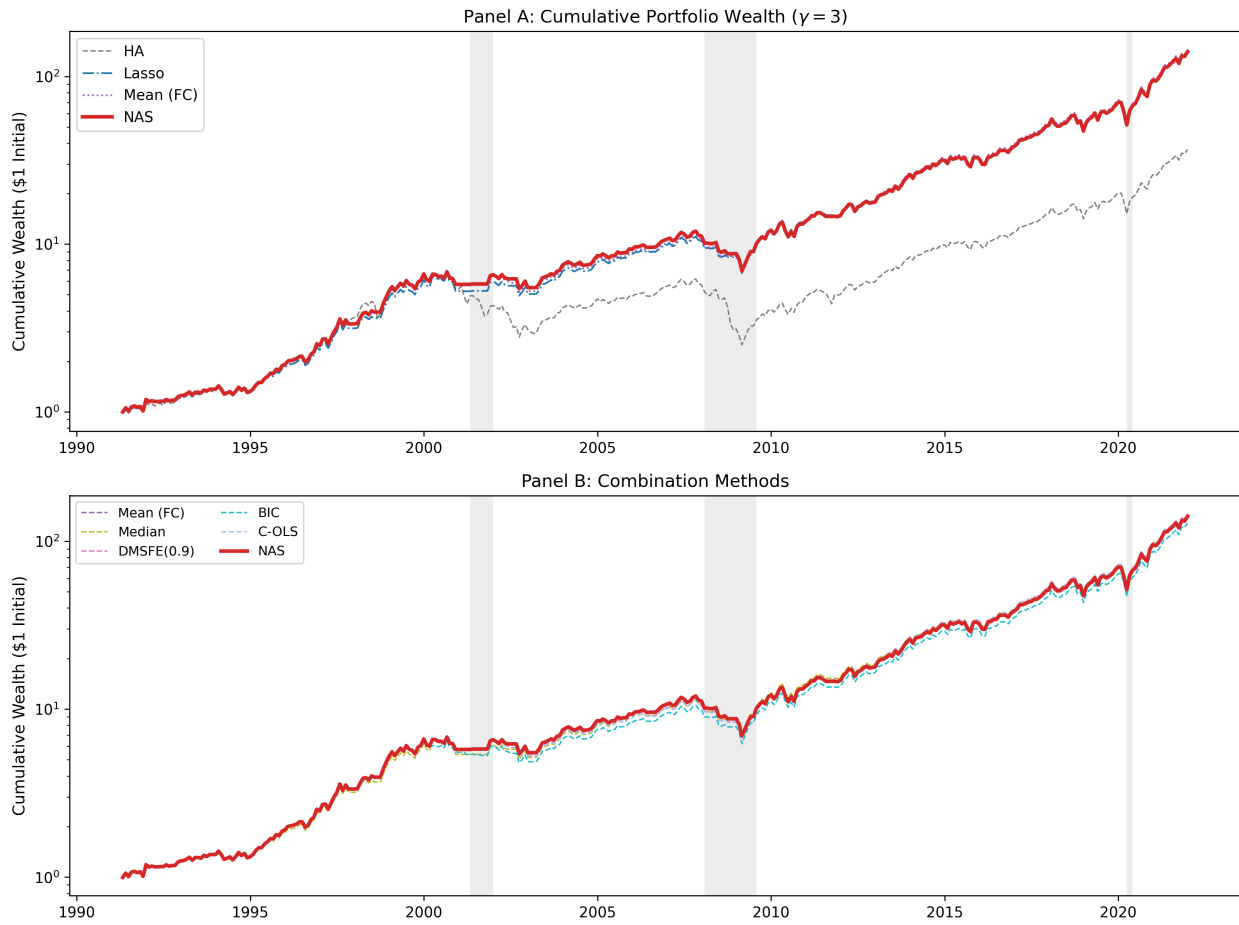 Panel A: Cumulative Portfolio Wealth (γ = 3)
Cumulative Wealth ($1 Initial)
HA
Lasso
Mean (FC)
NAS
10²
10¹
10⁰
1990 1995 2000 2005 2010 2015 2020
Panel B: Combination Methods
Cumulative Wealth ($1 Initial)
Mean (FC) BIC
Median C-OLS
DMSFE(0.9) NAS
10²
10¹
10⁰
1990 1995 2000 2005 2010 2015 2020